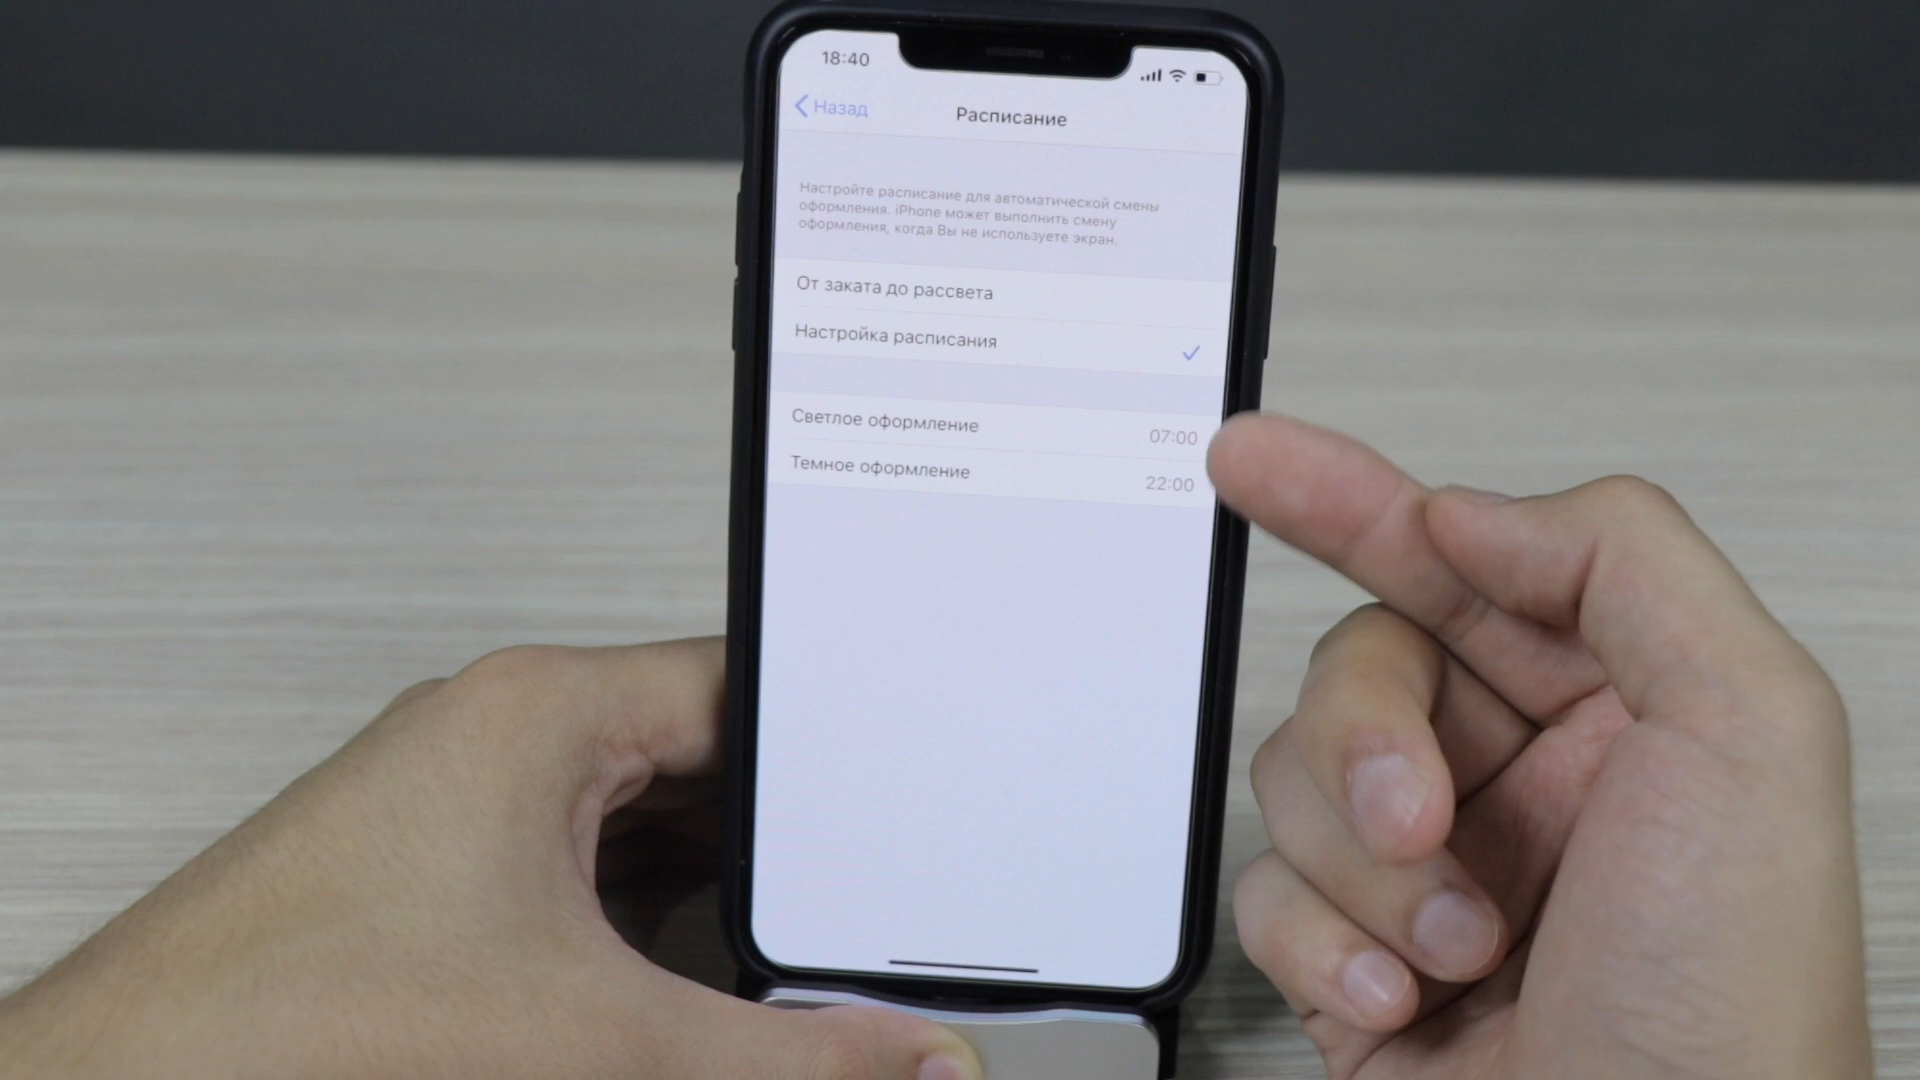 18:40
Назад
Расписание
Настройте расписание для автоматической смены
оформления. iPhone может выполнить смену
оформления, когда Вы не используете экран.
От заката до рассвета
Настройка расписания
Светлое оформление 07:00
Темное оформление 22:00